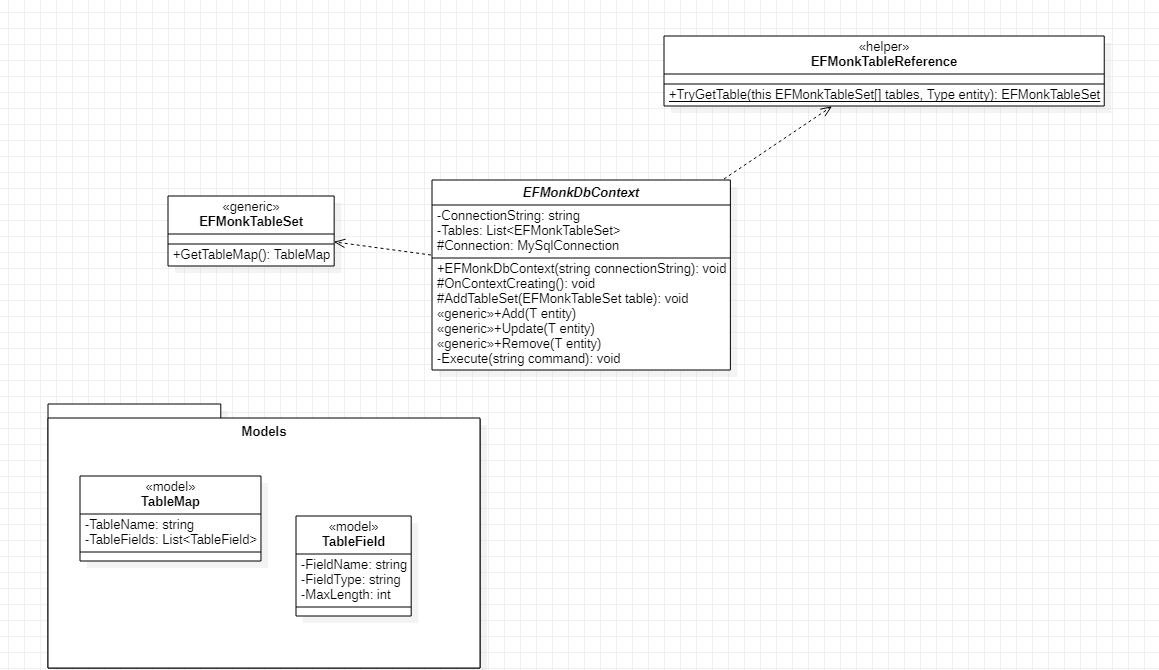 «helper»
EFMonkTableReference
+TryGetTable(this EFMonkTableSet[] tables, Type entity): EFMonkTableSet
«generic»
EFMonkTableSet
+GetTableMap(): TableMap
EFMonkDbContext
-ConnectionString: string
-Tables: List<EFMonkTableSet>
#Connection: MySqlConnection
+EFMonkDbContext(string connectionString): void
#OnContextCreating(): void
#AddTableSet(EFMonkTableSet table): void
«generic»+Add(T entity)
«generic»+Update(T entity)
«generic»+Remove(T entity)
-Execute(string command): void
Models
«model»
TableMap
-TableName: string
-TableFields: List<TableField>
«model»
TableField
-FieldName: string
-FieldType: string
-MaxLength: int